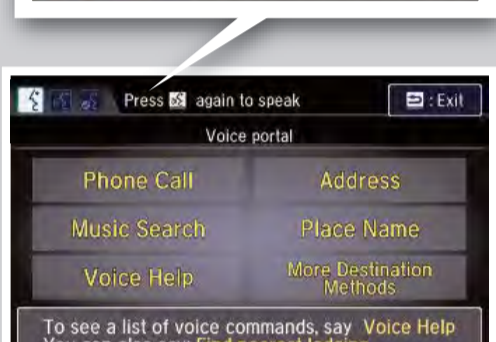 Press again to speak
: Exit
Voice portal
Phone Call
Address
Music Search
Place Name
Voice Help
More Destination
Methods
To see a list of voice commands, say Voice Help